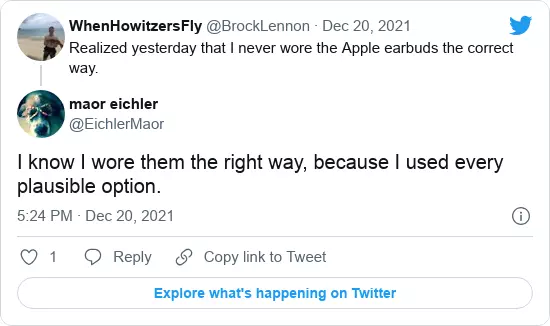 WhenHowitzersFly @BrockLennon · Dec 20, 2021
Realized yesterday that I never wore the Apple earbuds the correct
way.
maor eichler
@EichlerMaor
I know I wore them the right way, because I used every
plausible option.
5:24 PM · Dec 20, 2021
1 Reply Copy link to Tweet
Explore what's happening on Twitter